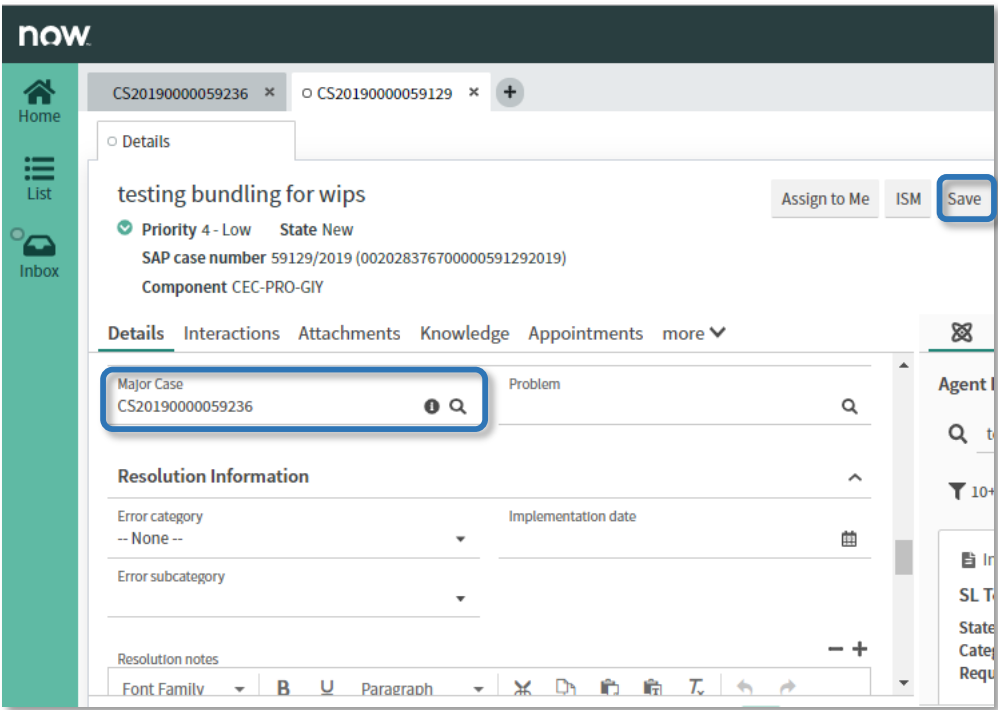 now.
Home
List
Inbox
CS20190000059236 × CS20190000059129 × +
Details
testing bundling for wips
Assign to Me ISM Save
Priority 4 - Low State New
SAP case number 59129/2019 (002028376700000591292019)
Component CEC-PRO-GIY
Details Interactions Attachments Knowledge Appointments more
Major Case
CS20190000059236
Problem
Resolution Information
Error category
-- None --
Implementation date
Error subcategory
Resolution notes
Font Family B U Paragraph
Agent
10+
SL
State